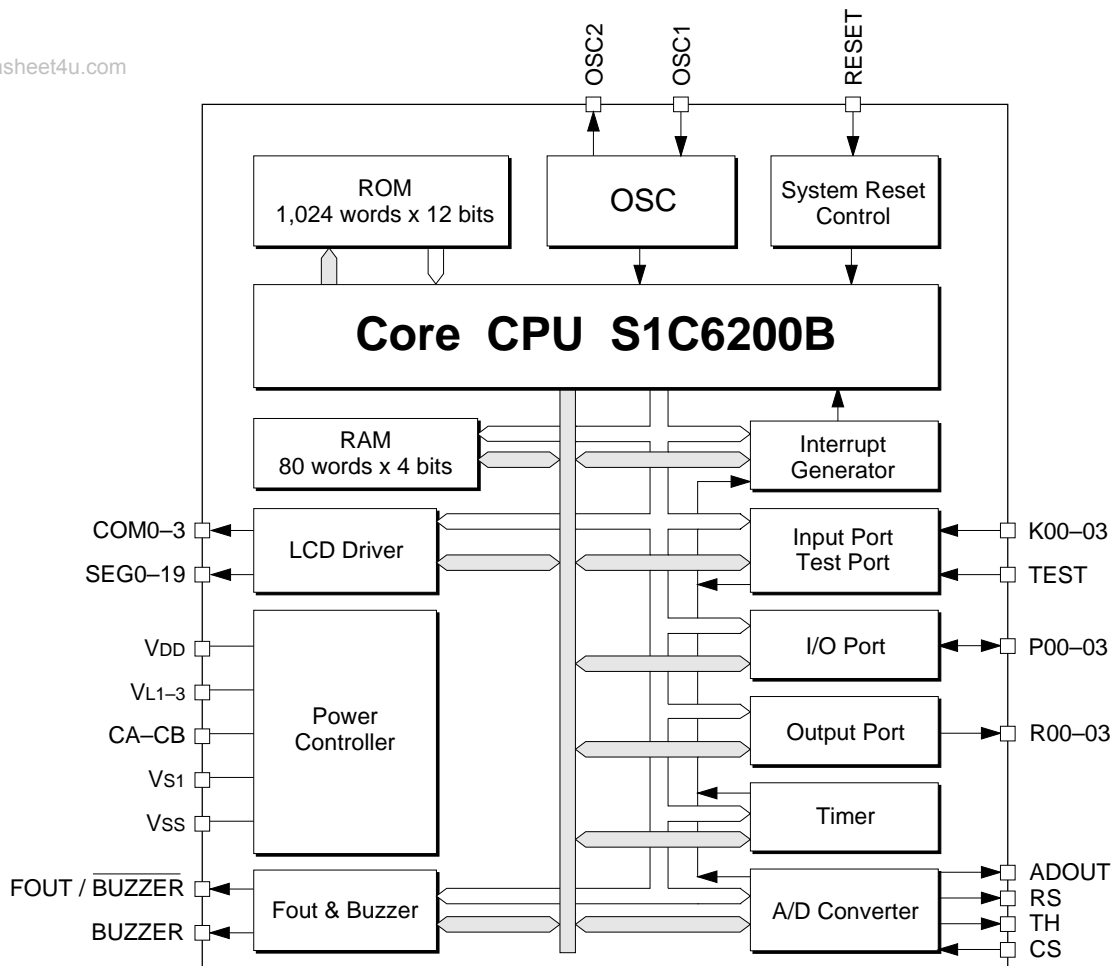 asheet4u.com
OSC2
OSC1
RESET
ROM
1,024 words x 12 bits
OSC
System Reset
Control
Core CPU S1C6200B
RAM
80 words x 4 bits
Interrupt
Generator
COM0–3
SEG0–19
LCD Driver
Input Port
Test Port
K00–03
TEST
VDD
VL1–3
CA–CB
VS1
VSS
Power
Controller
I/O Port
P00–03
Output Port
R00–03
Timer
FOUT / BUZZER
BUZZER
Fout & Buzzer
A/D Converter
ADOUT
RS
TH
CS